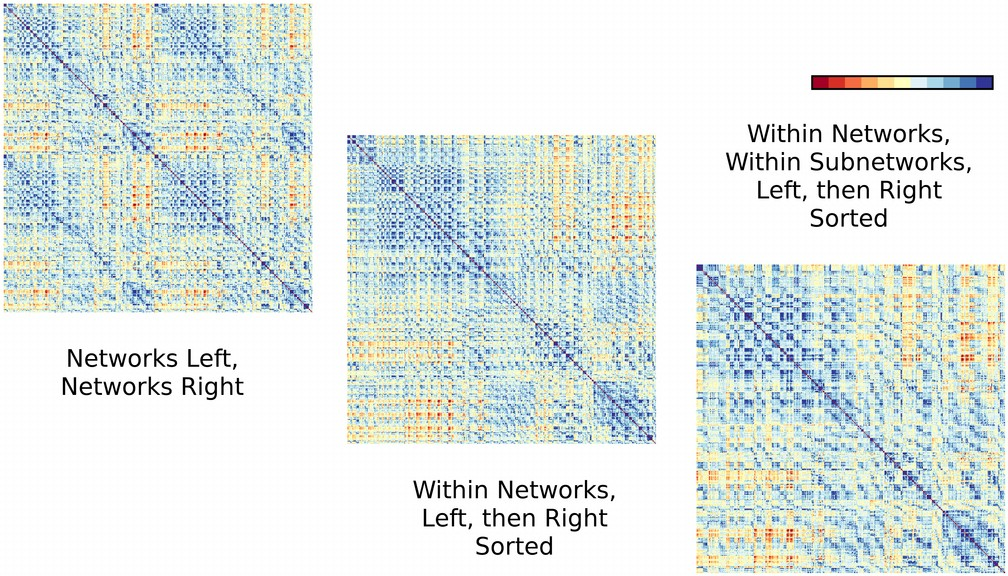 Networks Left,
Networks Right
Within Networks,
Left, then Right
Sorted
Within Networks,
Within Subnetworks,
Left, then Right
Sorted